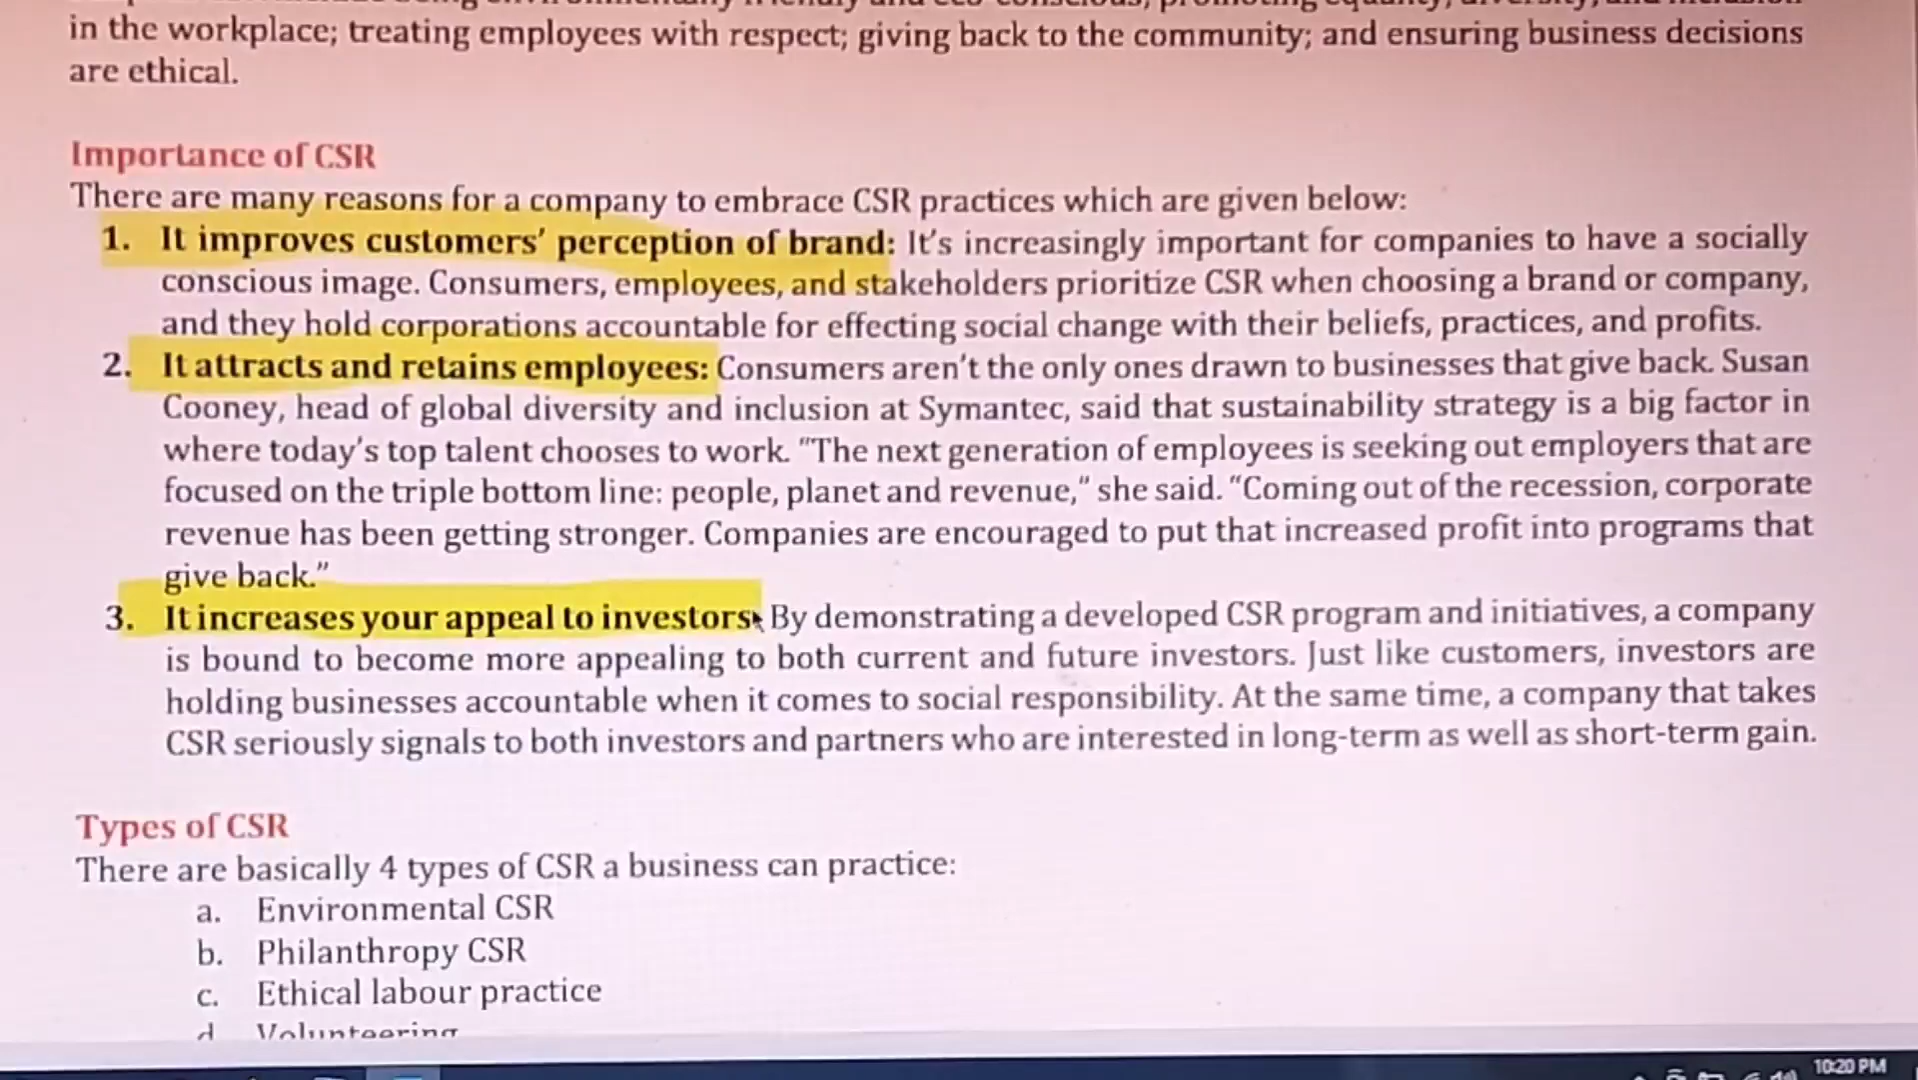 in the workplace; treating employees with respect; giving back to the community; and ensuring business decisions
are ethical.
Importance of CSR
There are many reasons for a company to embrace CSR practices which are given below:
1. It improves customers' perception of brand: It's increasingly important for companies to have a socially
conscious image. Consumers, employees, and stakeholders prioritize CSR when choosing a brand or company,
and they hold corporations accountable for effecting social change with their beliefs, practices, and profits.
2. It attracts and retains employees: Consumers aren't the only ones drawn to businesses that give back. Susan
Cooney, head of global diversity and inclusion at Symantec, said that sustainability strategy is a big factor in
where today's top talent chooses to work. "The next generation of employees is seeking out employers that are
focused on the triple bottom line: people, planet and revenue," she said. "Coming out of the recession, corporate
revenue has been getting stronger. Companies are encouraged to put that increased profit into programs that
give back."
3. It increases your appeal to investors: By demonstrating a developed CSR program and initiatives, a company
is bound to become more appealing to both current and future investors. Just like customers, investors are
holding businesses accountable when it comes to social responsibility. At the same time, a company that takes
CSR seriously signals to both investors and partners who are interested in long-term as well as short-term gain.
Types of CSR
There are basically 4 types of CSR a business can practice:
a. Environmental CSR
b. Philanthropy CSR
c. Ethical labour practice
d Volunteering
10:20 PM